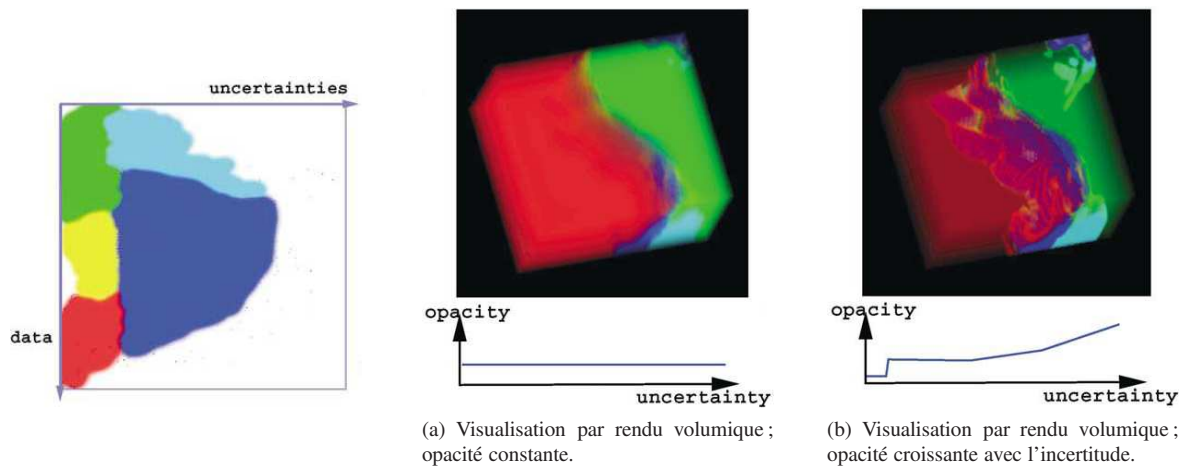 uncertainties
data
opacity
uncertainty
(a) Visualisation par rendu volumique ;
opacité constante.
opacity
uncertainty
(b) Visualisation par rendu volumique ;
opacité croissante avec l'incertitude.